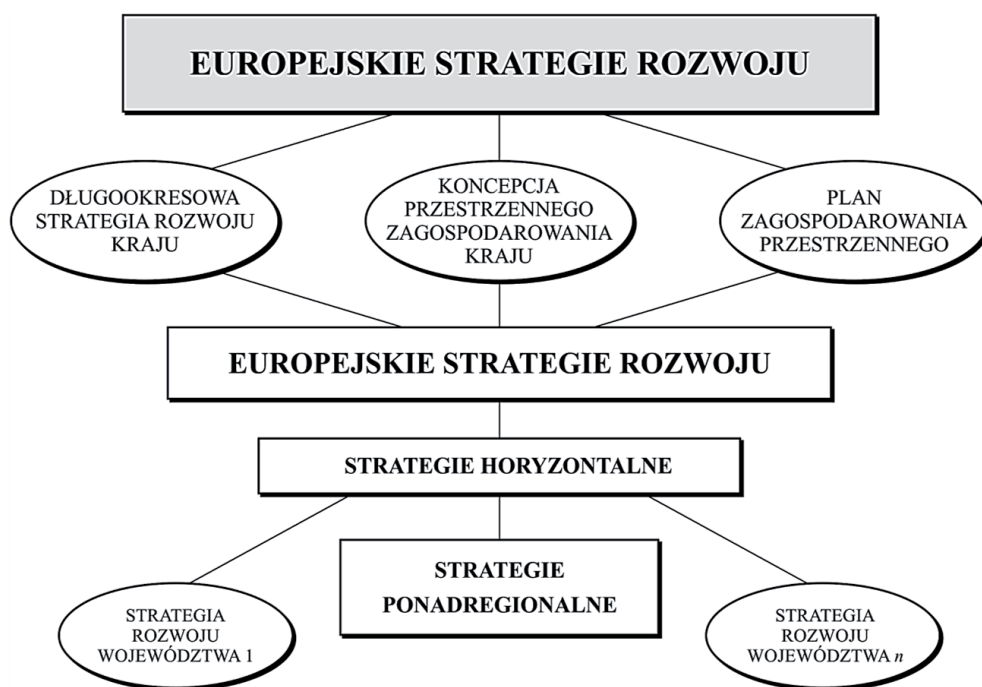 EUROPEJSKIE STRATEGIE ROZWOJU
DŁUGOOKRESOWA
STRATEGIA ROZWOJU
KRAJU
KONCEPCJA
PRZESTRZENNEGO
ZAGOSPODAROWANIA
KRAJU
PLAN
ZAGOSPODAROWANIA
PRZESTRZENNEGO
EUROPEJSKIE STRATEGIE ROZWOJU
STRATEGIE HORYZONTALNE
STRATEGIE
PONADREGIONALNE
STRATEGIA
ROZWOJU
WOJEWÓDZTWA 1
STRATEGIA
ROZWOJU
WOJEWÓDZTWA n